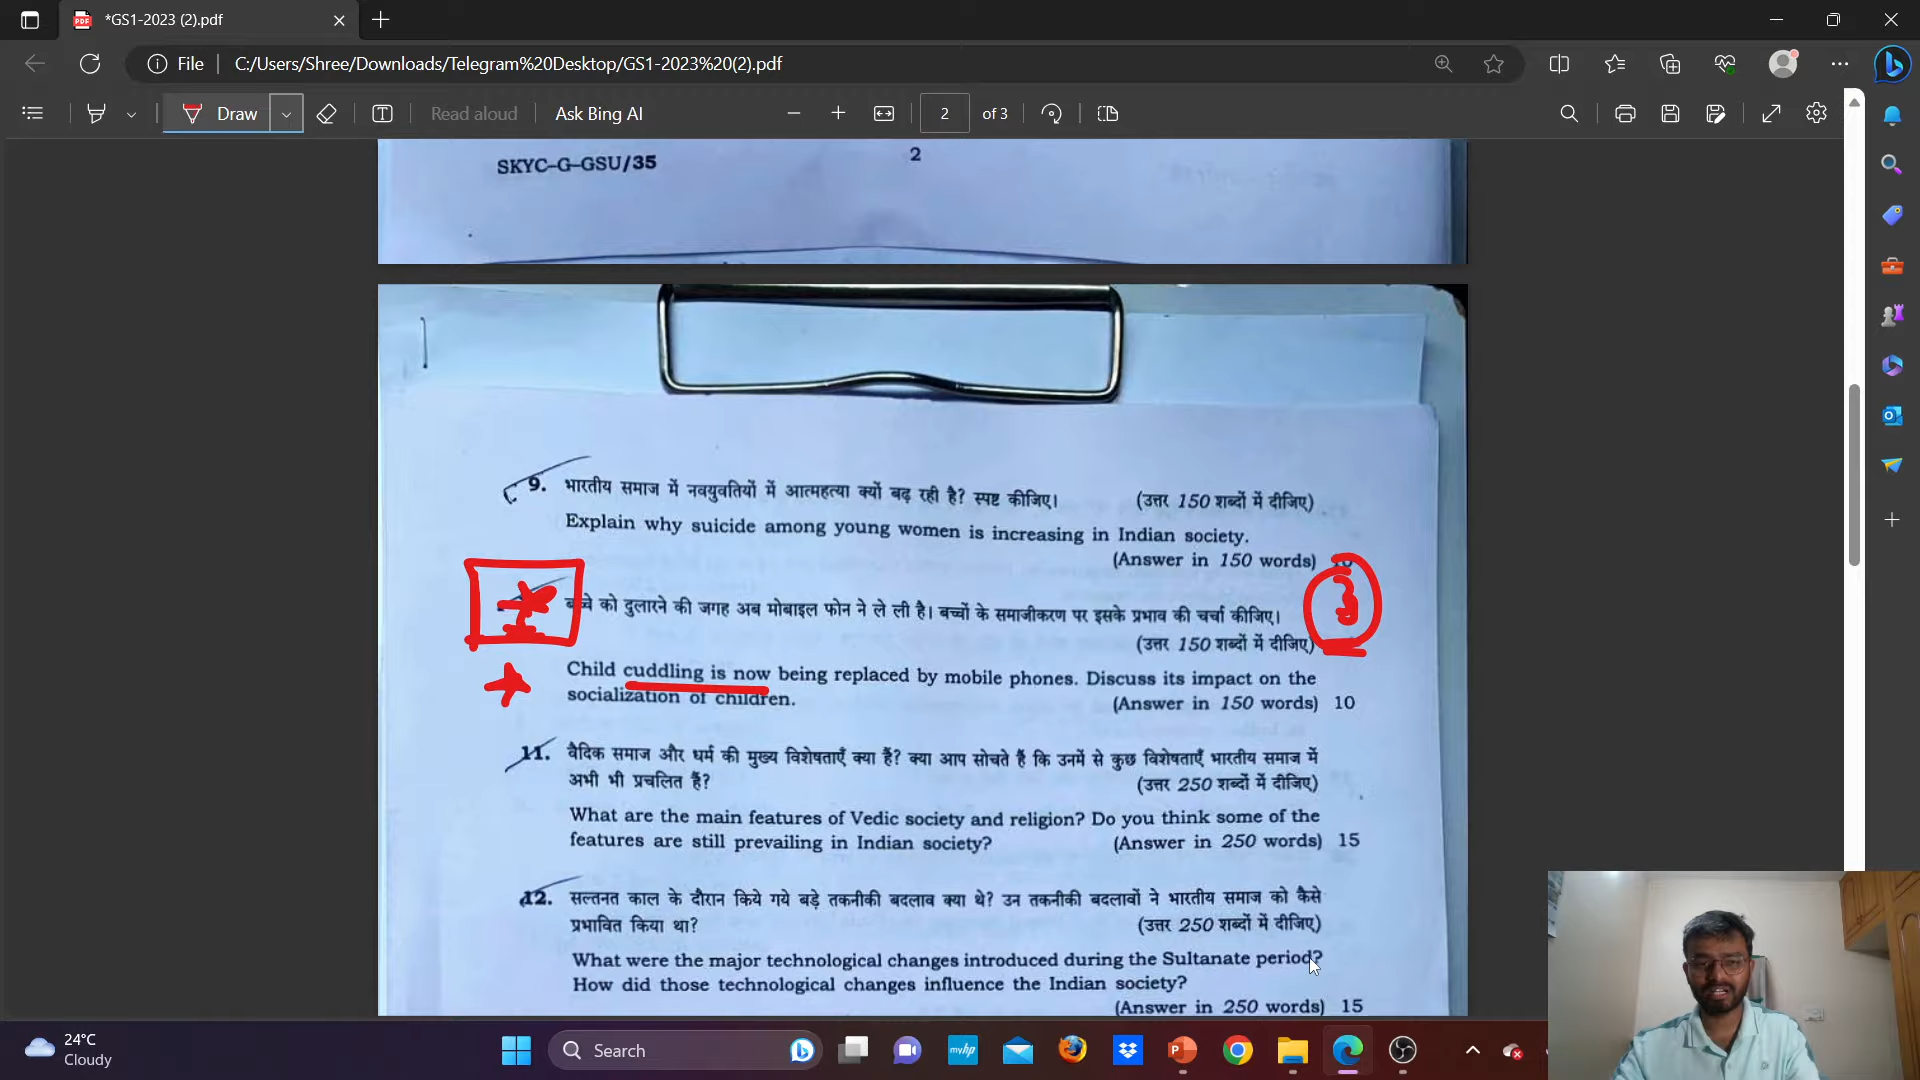 *GS1-2023 (2).pdf
File C:/Users/Shree/Downloads/Telegram%20Desktop/GS1-2023%20(2).pdf
Draw Read aloud Ask Bing AI 2 of 3
SKYC-G-GSU/35 2
9. भारतीय समाज में नवयुवतियों में आत्महत्या क्यों बढ़ रही है? स्पष्ट कीजिए। (उत्तर 150 शब्दों में दीजिए)
Explain why suicide among young women is increasing in Indian society.
(Answer in 150 words) 10
बच्चे को दुलारने की जगह अब मोबाइल फोन ने ले ली है। बच्चों के समाजीकरण पर इसके प्रभाव की चर्चा कीजिए।
(उत्तर 150 शब्दों में दीजिए)
Child cuddling is now being replaced by mobile phones. Discuss its impact on the
socialization of children. (Answer in 150 words) 10
11. वैदिक समाज और धर्म की मुख्य विशेषताएँ क्या हैं? क्या आप सोचते हैं कि उनमें से कुछ विशेषताएँ भारतीय समाज में
अभी भी प्रचलित हैं? (उत्तर 250 शब्दों में दीजिए)
What are the main features of Vedic society and religion? Do you think some of the
features are still prevailing in Indian society? (Answer in 250 words) 15
12. सल्तनत काल के दौरान किये गये बड़े तकनीकी बदलाव क्या थे? उन तकनीकी बदलावों ने भारतीय समाज को कैसे
प्रभावित किया था? (उत्तर 250 शब्दों में दीजिए)
What were the major technological changes introduced during the Sultanate period?
How did those technological changes influence the Indian society?
(Answer in 250 words) 15
24°C
Cloudy
Search
myhp